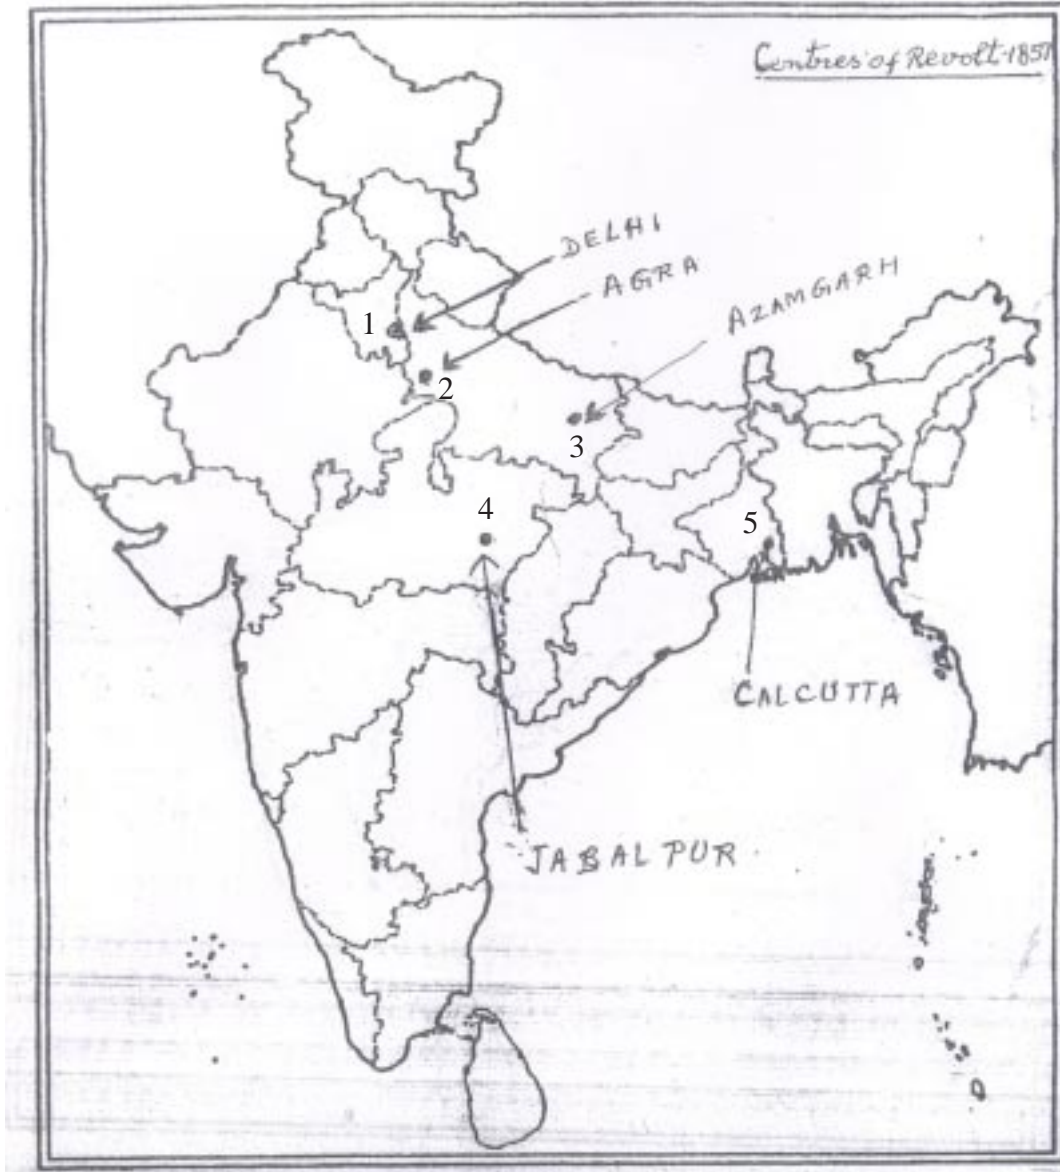 Centres of Revolt-1857
DELHI
AGRA
AZAMGARH
1
2
3
4
5
CALCUTTA
JABALPUR